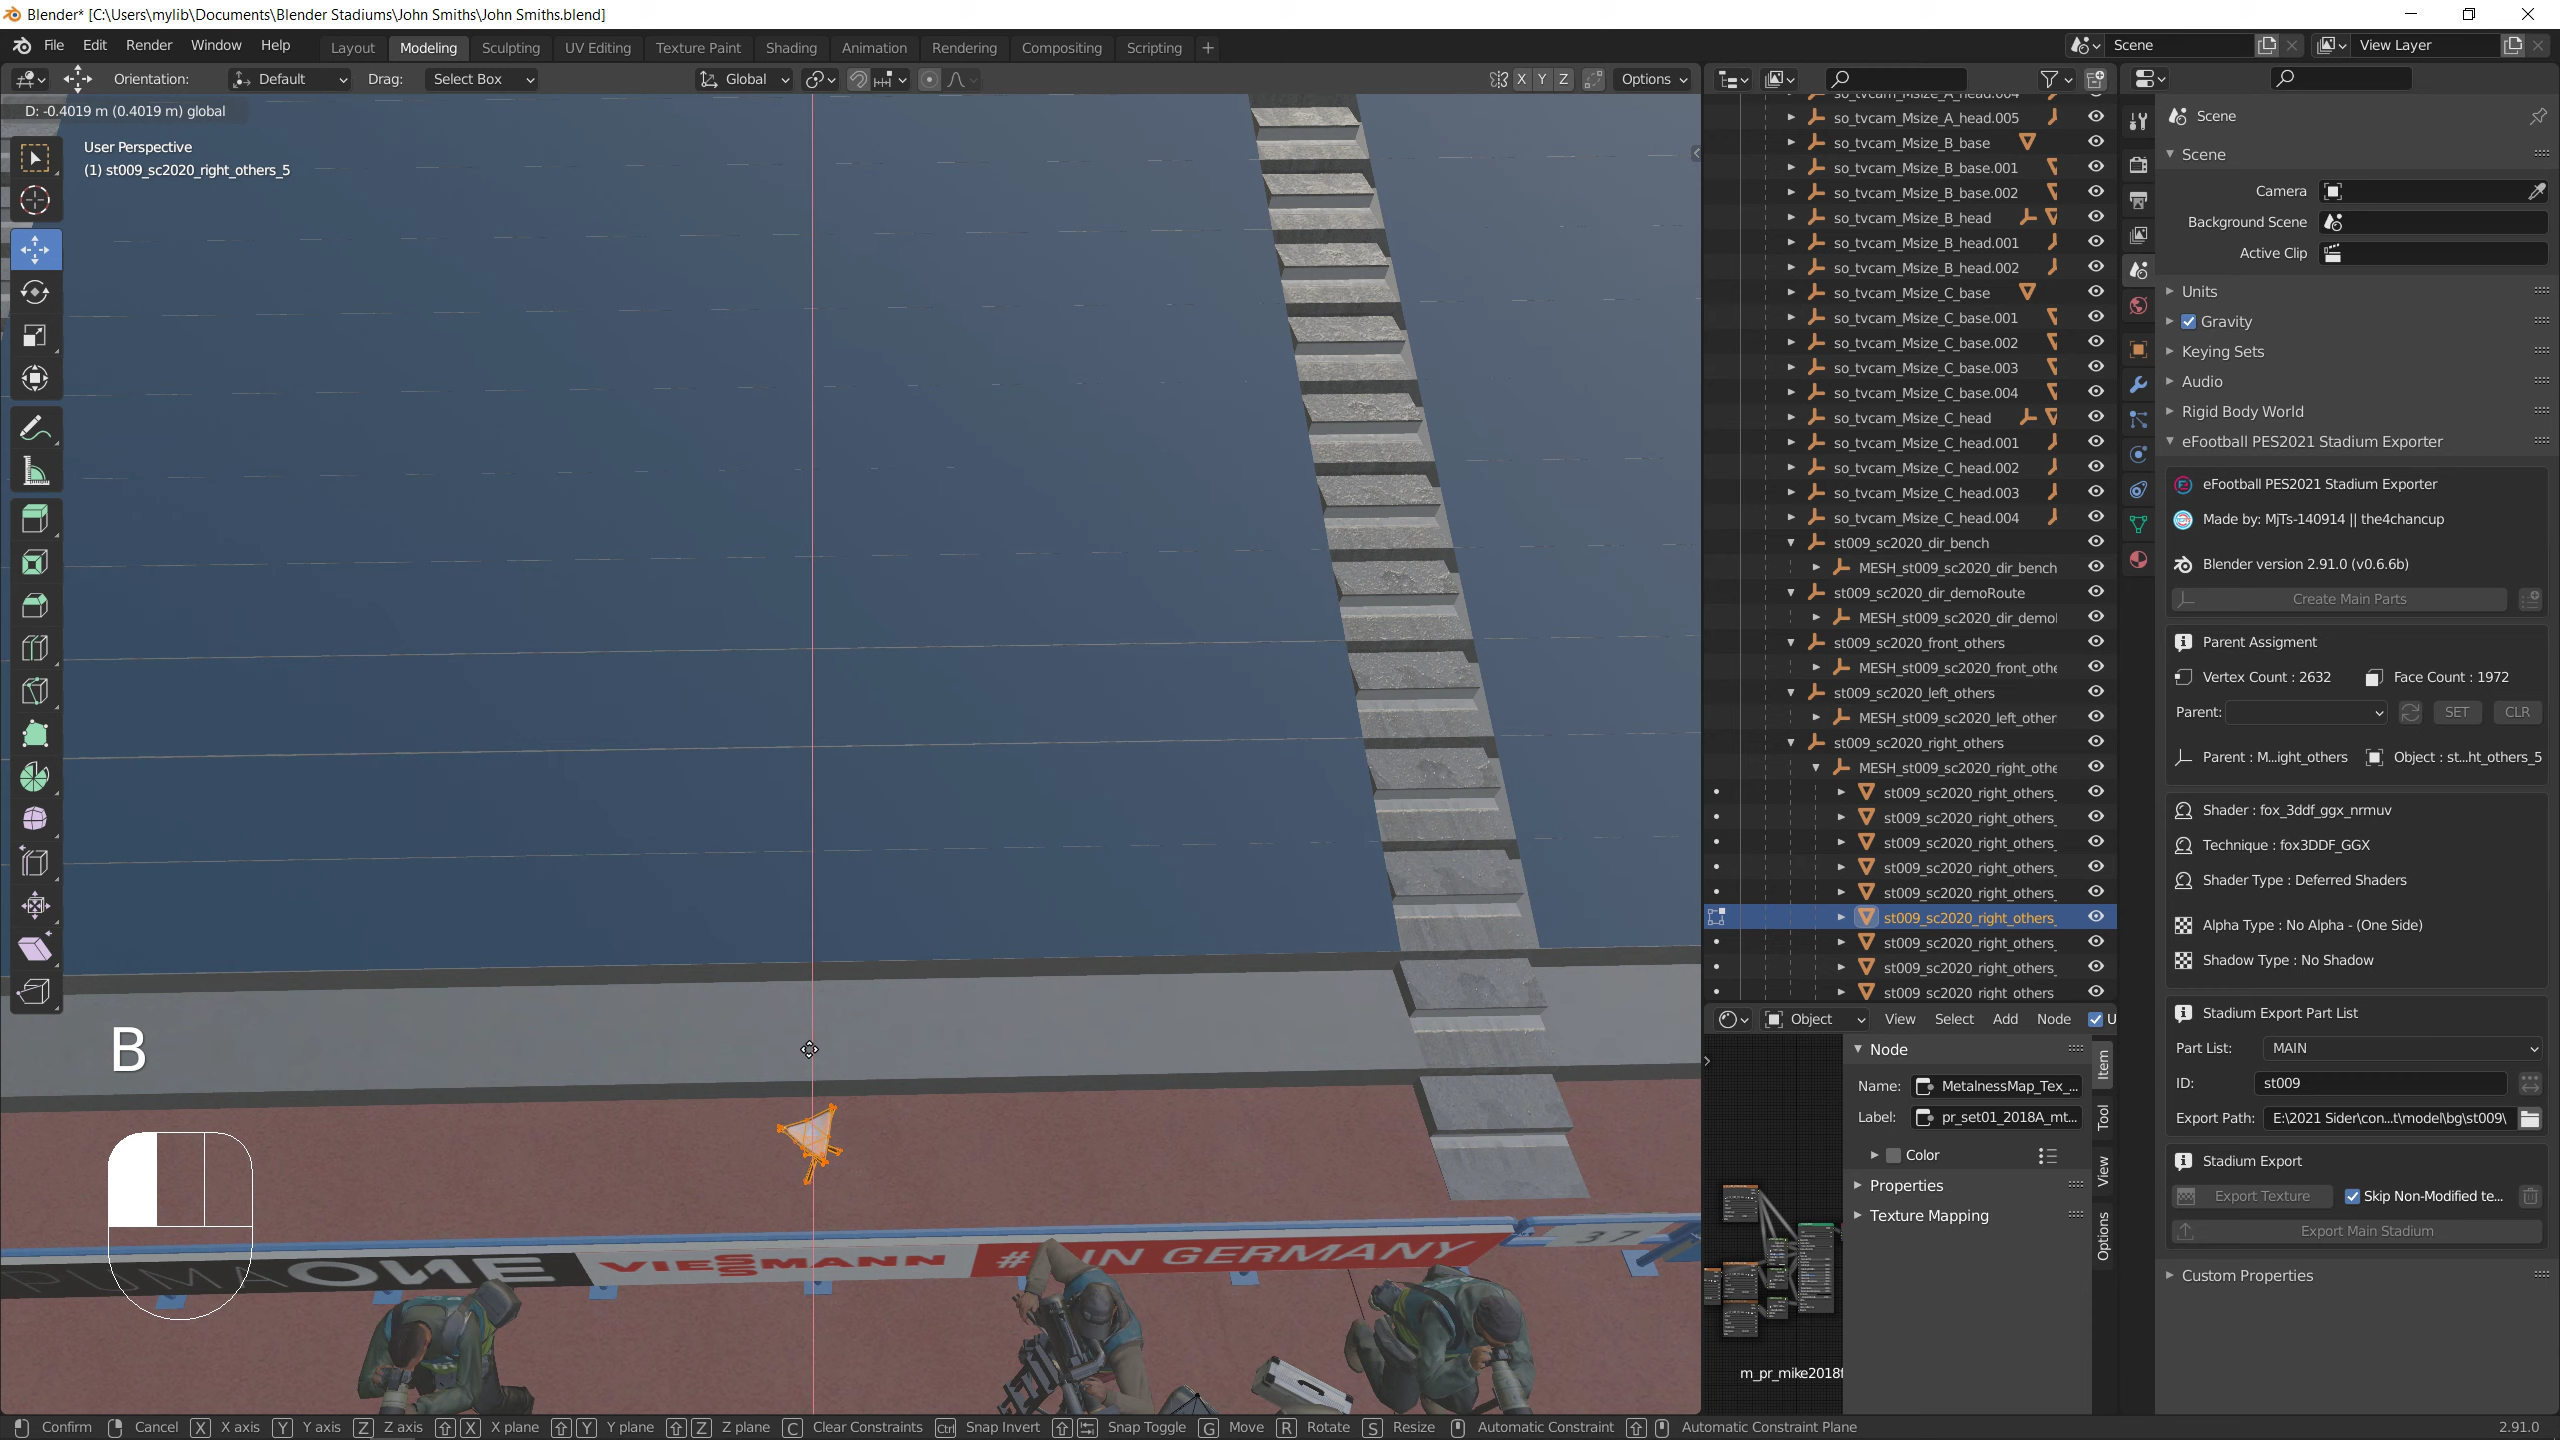 Blender* [C:\Users\mylib\Documents\Blender Stadiums\John Smiths\John Smiths.blend]
File Edit Render Window Help Layout Modeling Sculpting UV Editing Texture Paint Shading Animation Rendering Compositing Scripting + Scene View Layer
Orientation: Default Drag: Select Box Global X Y Z Options
D: -0.4019 m (0.4019 m) global
User Perspective
(1) st009_sc2020_right_others_5
B
PUMA ONE VIESSMANN # IN GERMANY 37
so_tvcam_Msize_A_head.004
so_tvcam_Msize_A_head.005
so_tvcam_Msize_B_base
so_tvcam_Msize_B_base.001
so_tvcam_Msize_B_base.002
so_tvcam_Msize_B_head
so_tvcam_Msize_B_head.001
so_tvcam_Msize_B_head.002
so_tvcam_Msize_C_base
so_tvcam_Msize_C_base.001
so_tvcam_Msize_C_base.002
so_tvcam_Msize_C_base.003
so_tvcam_Msize_C_base.004
so_tvcam_Msize_C_head
so_tvcam_Msize_C_head.001
so_tvcam_Msize_C_head.002
so_tvcam_Msize_C_head.003
so_tvcam_Msize_C_head.004
st009_sc2020_dir_bench
MESH_st009_sc2020_dir_bench
st009_sc2020_dir_demoRoute
MESH_st009_sc2020_dir_demol
st009_sc2020_front_others
MESH_st009_sc2020_front_othe
st009_sc2020_left_others
MESH_st009_sc2020_left_other
st009_sc2020_right_others
MESH_st009_sc2020_right_othe
st009_sc2020_right_others_
st009_sc2020_right_others_
st009_sc2020_right_others_
st009_sc2020_right_others_
st009_sc2020_right_others_
st009_sc2020_right_others_
st009_sc2020_right_others_
st009_sc2020_right_others_
st009_sc2020_right_others
Object View Select Add Node U
Node
Name: MetalnessMap_Tex_...
Label: pr_set01_2018A_mt...
Color
Properties
Texture Mapping
Item
Tool
View
Options
m_pr_mike2018f
Scene
Scene
Camera
Background Scene
Active Clip
Units
Gravity
Keying Sets
Audio
Rigid Body World
eFootball PES2021 Stadium Exporter
eFootball PES2021 Stadium Exporter
Made by: MjTs-140914 || the4chancup
Blender version 2.91.0 (v0.6.6b)
Create Main Parts
Parent Assigment
Vertex Count : 2632 Face Count : 1972
Parent: SET CLR
Parent : M...ight_others Object : st...ht_others_5
Shader : fox_3ddf_ggx_nrmuv
Technique : fox3DDF_GGX
Shader Type : Deferred Shaders
Alpha Type : No Alpha - (One Side)
Shadow Type : No Shadow
Stadium Export Part List
Part List: MAIN
ID: st009
Export Path: E:\2021 Sider\con...t\model\bg\st009\
Stadium Export
Export Texture Skip Non-Modified te...
Export Main Stadium
Custom Properties
Confirm Cancel X X axis Y Y axis Z Z axis X X plane Y Y plane Z Z plane C Clear Constraints Ctrl Snap Invert Snap Toggle G Move R Rotate S Resize Automatic Constraint Automatic Constraint Plane 2.91.0